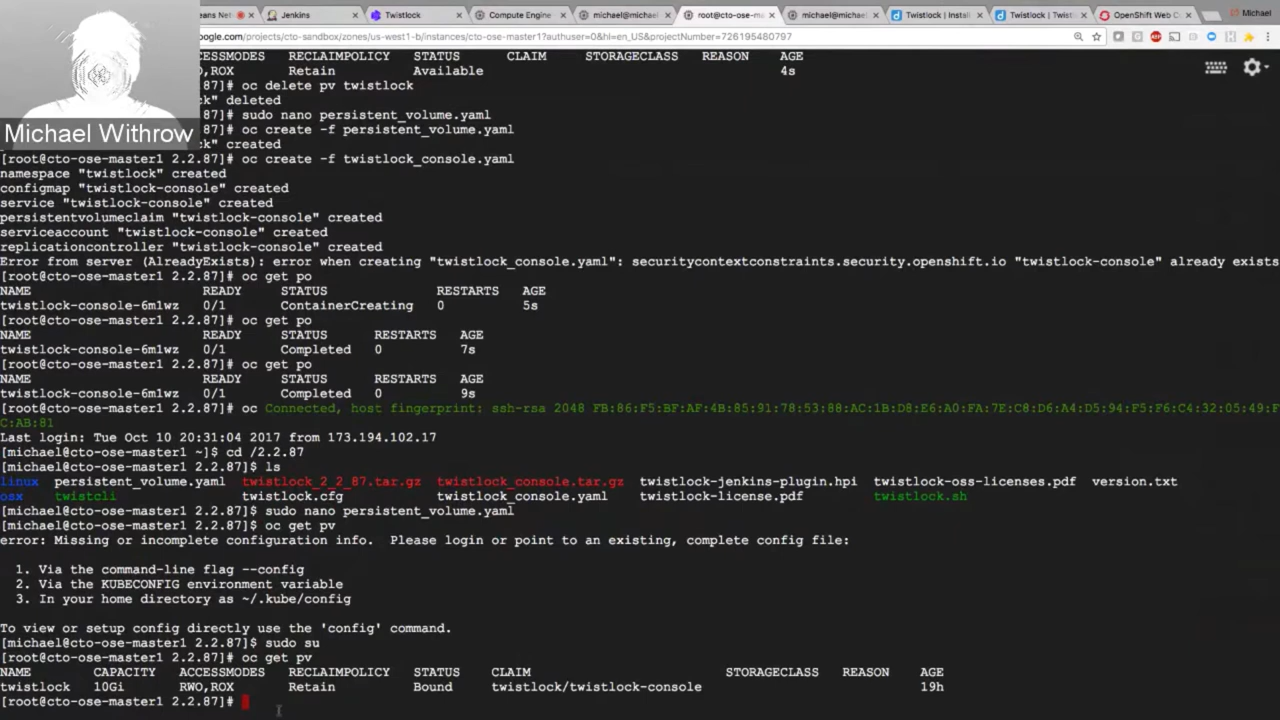 eans Net
Jenkins
Twistlock
Compute Engine
michael@michael
root@cto-ose-m
michael@michae
Twistlock | Install
Twistlock | Twistl
OpenShift Web C
Michael
google.com/projects/cto-sandbox/zones/us-west1-b/instances/cto-ose-master1?authuser=0&hl=en_US&projectNumber=726195480797
CCESSMODES RECLAIMPOLICY STATUS CLAIM STORAGECLASS REASON AGE
O,ROX Retain Available 4s
87]# oc delete pv twistlock
k" deleted
87]# sudo nano persistent_volume.yaml
87]# oc create -f persistent_volume.yaml
k" created
Michael Withrow
[root@cto-ose-master1 2.2.87]# oc create -f twistlock_console.yaml
namespace "twistlock" created
configmap "twistlock-console" created
service "twistlock-console" created
persistentvolumeclaim "twistlock-console" created
serviceaccount "twistlock-console" created
replicationcontroller "twistlock-console" created
Error from server (AlreadyExists): error when creating "twistlock_console.yaml": securitycontextconstraints.security.openshift.io "twistlock-console" already exists
[root@cto-ose-master1 2.2.87]# oc get po
NAME READY STATUS RESTARTS AGE
twistlock-console-6m1wz 0/1 ContainerCreating 0 5s
[root@cto-ose-master1 2.2.87]# oc get po
NAME READY STATUS RESTARTS AGE
twistlock-console-6m1wz 0/1 Completed 0 7s
[root@cto-ose-master1 2.2.87]# oc get po
NAME READY STATUS RESTARTS AGE
twistlock-console-6m1wz 0/1 Completed 0 9s
[root@cto-ose-master1 2.2.87]# oc Connected, host fingerprint: ssh-rsa 2048 FB:86:F5:BF:AF:4B:85:91:78:53:88:AC:1B:D8:E6:A0:FA:7E:C8:D6:A4:D5:94:F5:F6:C4:32:05:49:F
C:AB:81
Last login: Tue Oct 10 20:31:04 2017 from 173.194.102.17
[michael@cto-ose-master1 ~]$ cd /2.2.87
[michael@cto-ose-master1 2.2.87]$ ls
linux persistent_volume.yaml twistlock_2_2_87.tar.gz twistlock_console.tar.gz twistlock-jenkins-plugin.hpi twistlock-oss-licenses.pdf version.txt
osx twistcli twistlock.cfg twistlock_console.yaml twistlock-license.pdf twistlock.sh
[michael@cto-ose-master1 2.2.87]$ sudo nano persistent_volume.yaml
[michael@cto-ose-master1 2.2.87]$ oc get pv
error: Missing or incomplete configuration info. Please login or point to an existing, complete config file:
1. Via the command-line flag --config
2. Via the KUBECONFIG environment variable
3. In your home directory as ~/.kube/config
To view or setup config directly use the 'config' command.
[michael@cto-ose-master1 2.2.87]$ sudo su
[root@cto-ose-master1 2.2.87]# oc get pv
NAME CAPACITY ACCESSMODES RECLAIMPOLICY STATUS CLAIM STORAGECLASS REASON AGE
twistlock 10Gi RWO,ROX Retain Bound twistlock/twistlock-console 19h
[root@cto-ose-master1 2.2.87]#